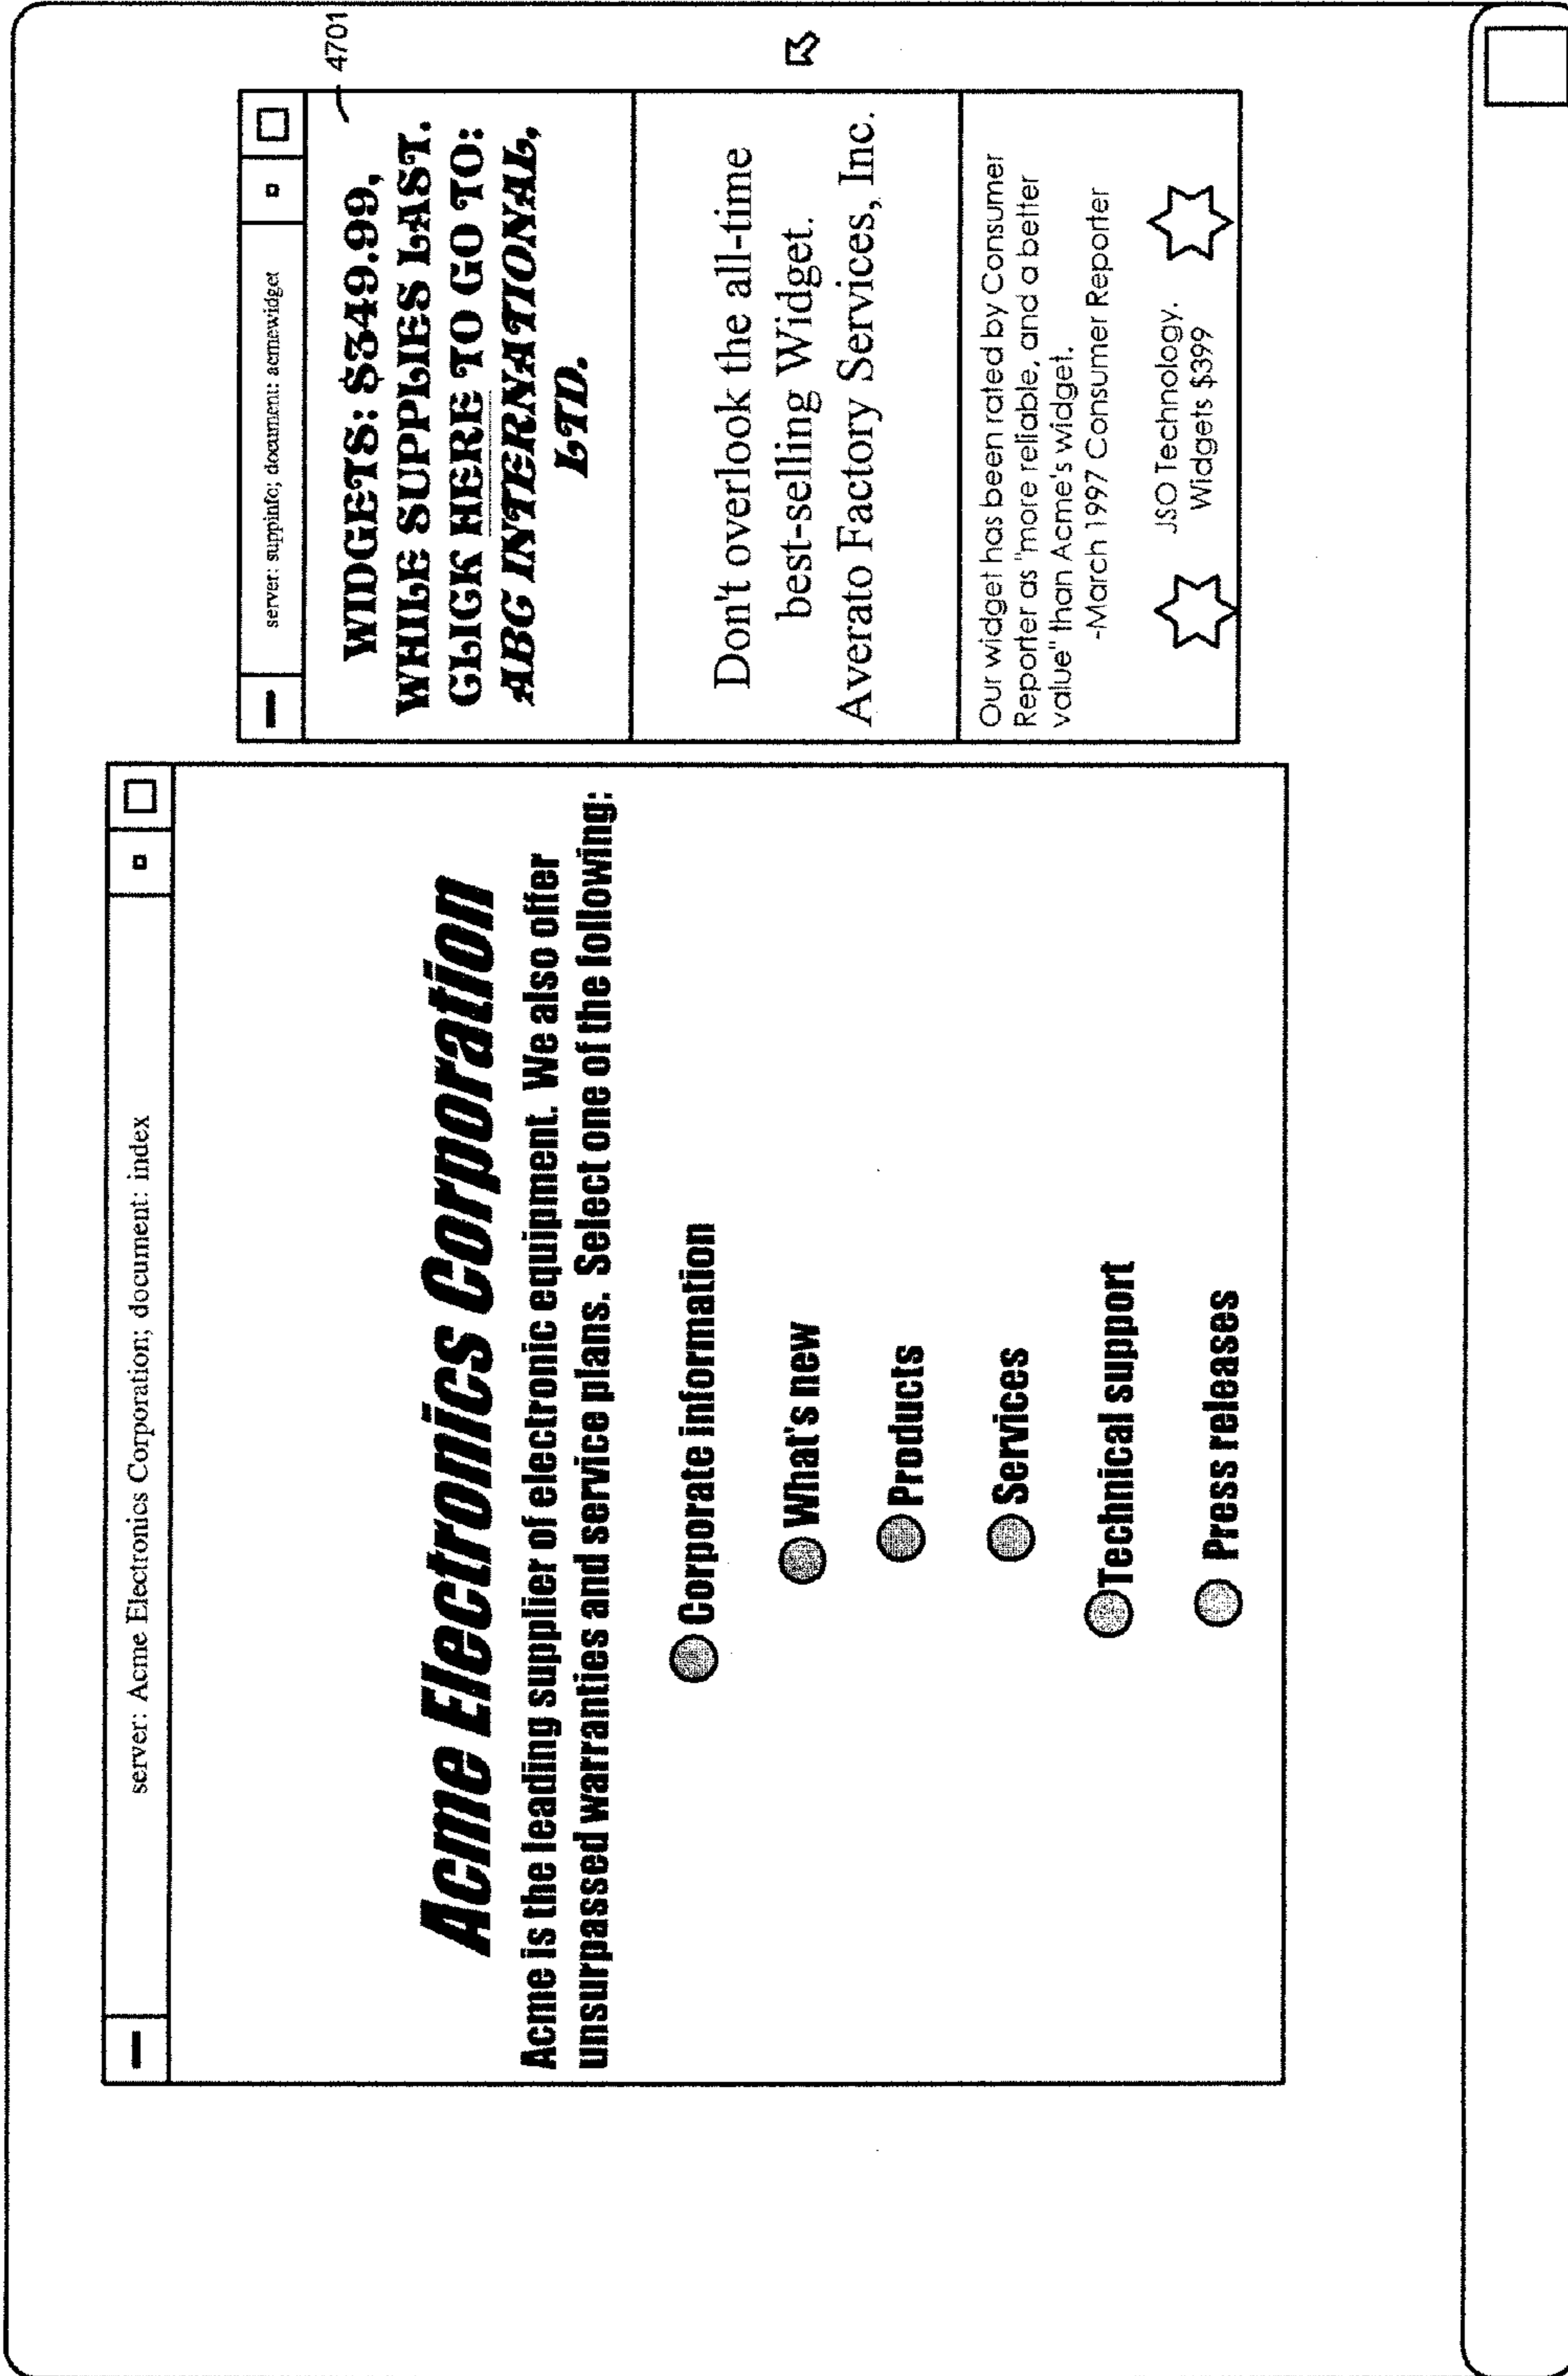 server: Acme Electronics Corporation; document: index
Acme Electronics Corporation
Acme is the leading supplier of electronic equipment.  We also offer
unsurpassed warranties and service plans.  Select one of the following:
Corporate information
What's new
Products
Services
Technical support
Press releases
server: suppinfo; document: acmewidget
4701
WIDGETS: $349.99,
WHILE SUPPLIES LAST.
CLICK HERE TO GO TO:
ABC INTERNATIONAL,
LTD.
Don't overlook the all-time
best-selling Widget.
Averato Factory Services, Inc.
Our widget has been rated by Consumer
Reporter as "more reliable, and a better
value" than Acme's widget.
-March 1997 Consumer Reporter
JSO Technology.
Widgets $399